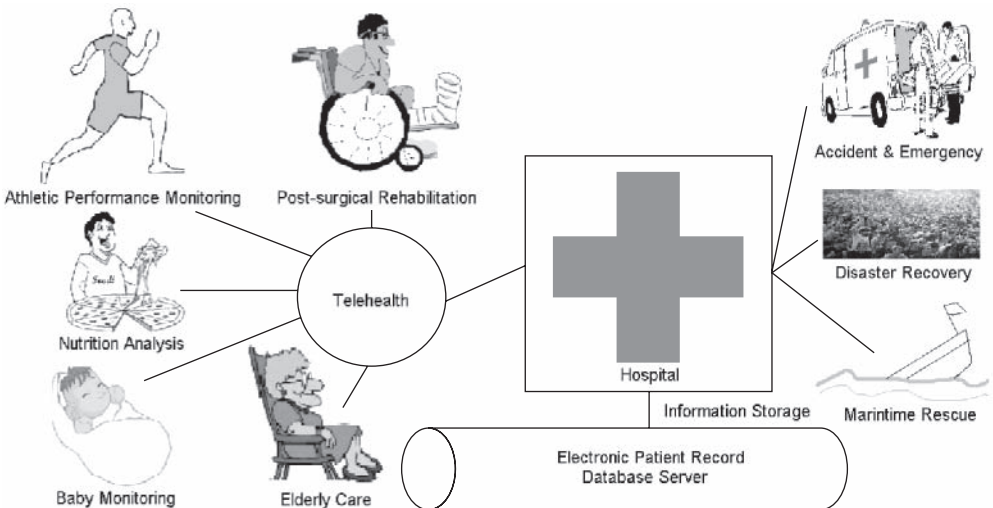 Athletic Performance Monitoring
Post-surgical Rehabilitation
Accident & Emergency
Disaster Recovery
Telehealth
Nutrition Analysis
Hospital
Marintime Rescue
Information Storage
Electronic Patient Record
Database Server
Baby Monitoring
Elderly Care